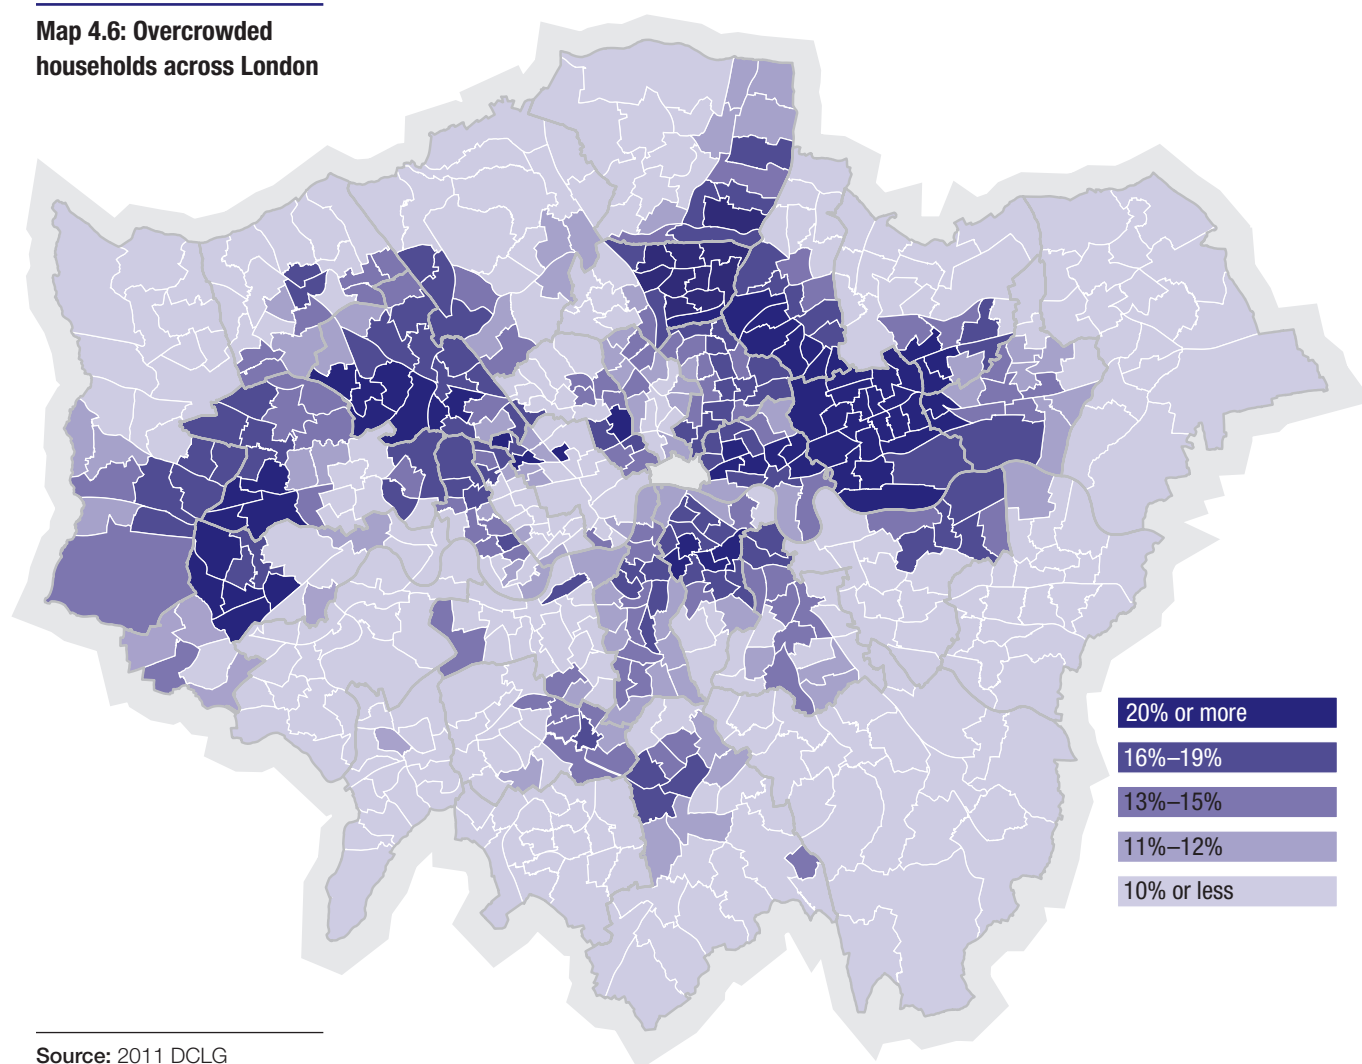 Map 4.6: Overcrowded
households across London
20% or more
16%–19%
13%–15%
11%–12%
10% or less
Source: 2011 DCLG